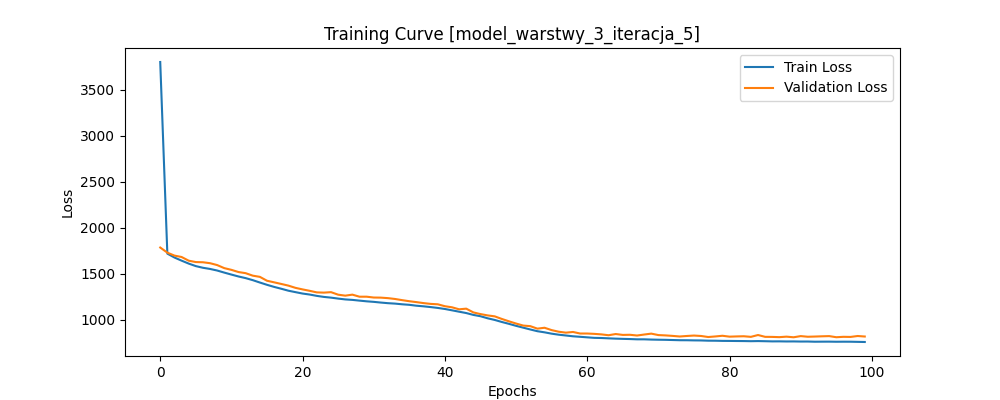 Training Curve [model_warstwy_3_iteracja_5]
Train Loss
Validation Loss
3500
3000
2500
2000
1500
1000
Loss
0
20
40
60
80
100
Epochs